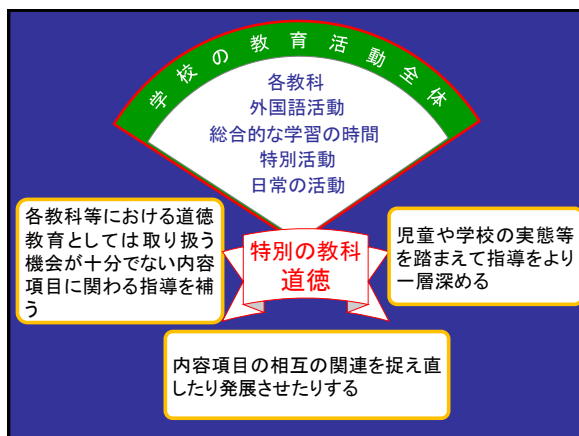 学校の教育活動全体
各教科
外国語活動
総合的な学習の時間
特別活動
日常の活動
各教科等における道徳
教育としては取り扱う
機会が十分でない内容
項目に関わる指導を補
う
特別の教科
道徳
児童や学校の実態等
を踏まえて指導をより
一層深める
内容項目の相互の関連を捉え直
したり発展させたりする